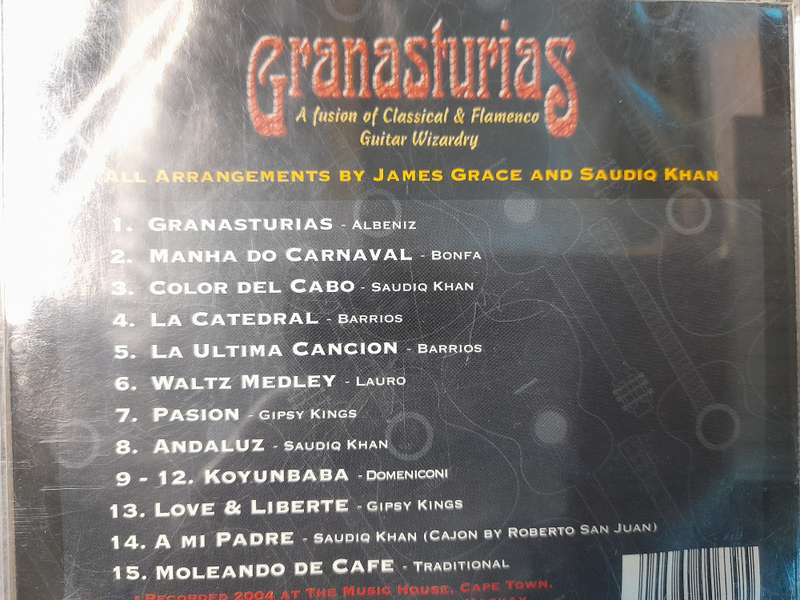 Granasturias
A fusion of Classical & Flamenco
Guitar Wizardry
All Arrangements by James Grace and Saudiq Khan
1. Granasturias - Albeniz
2. Manha do Carnaval - Bonfa
3. Color del Cabo - Saudiq Khan
4. La Catedral - Barrios
5. La Ultima Cancion - Barrios
6. Waltz Medley - Lauro
7. Pasion - Gipsy Kings
8. Andaluz - Saudiq Khan
9 - 12. Koyunbaba - Domeniconi
13. Love & Liberte - Gipsy Kings
14. A mi Padre - Saudiq Khan (Cajon by Roberto San Juan)
15. Moleando de Cafe - Traditional
- Recorded 2004 at The Music House, Cape Town.